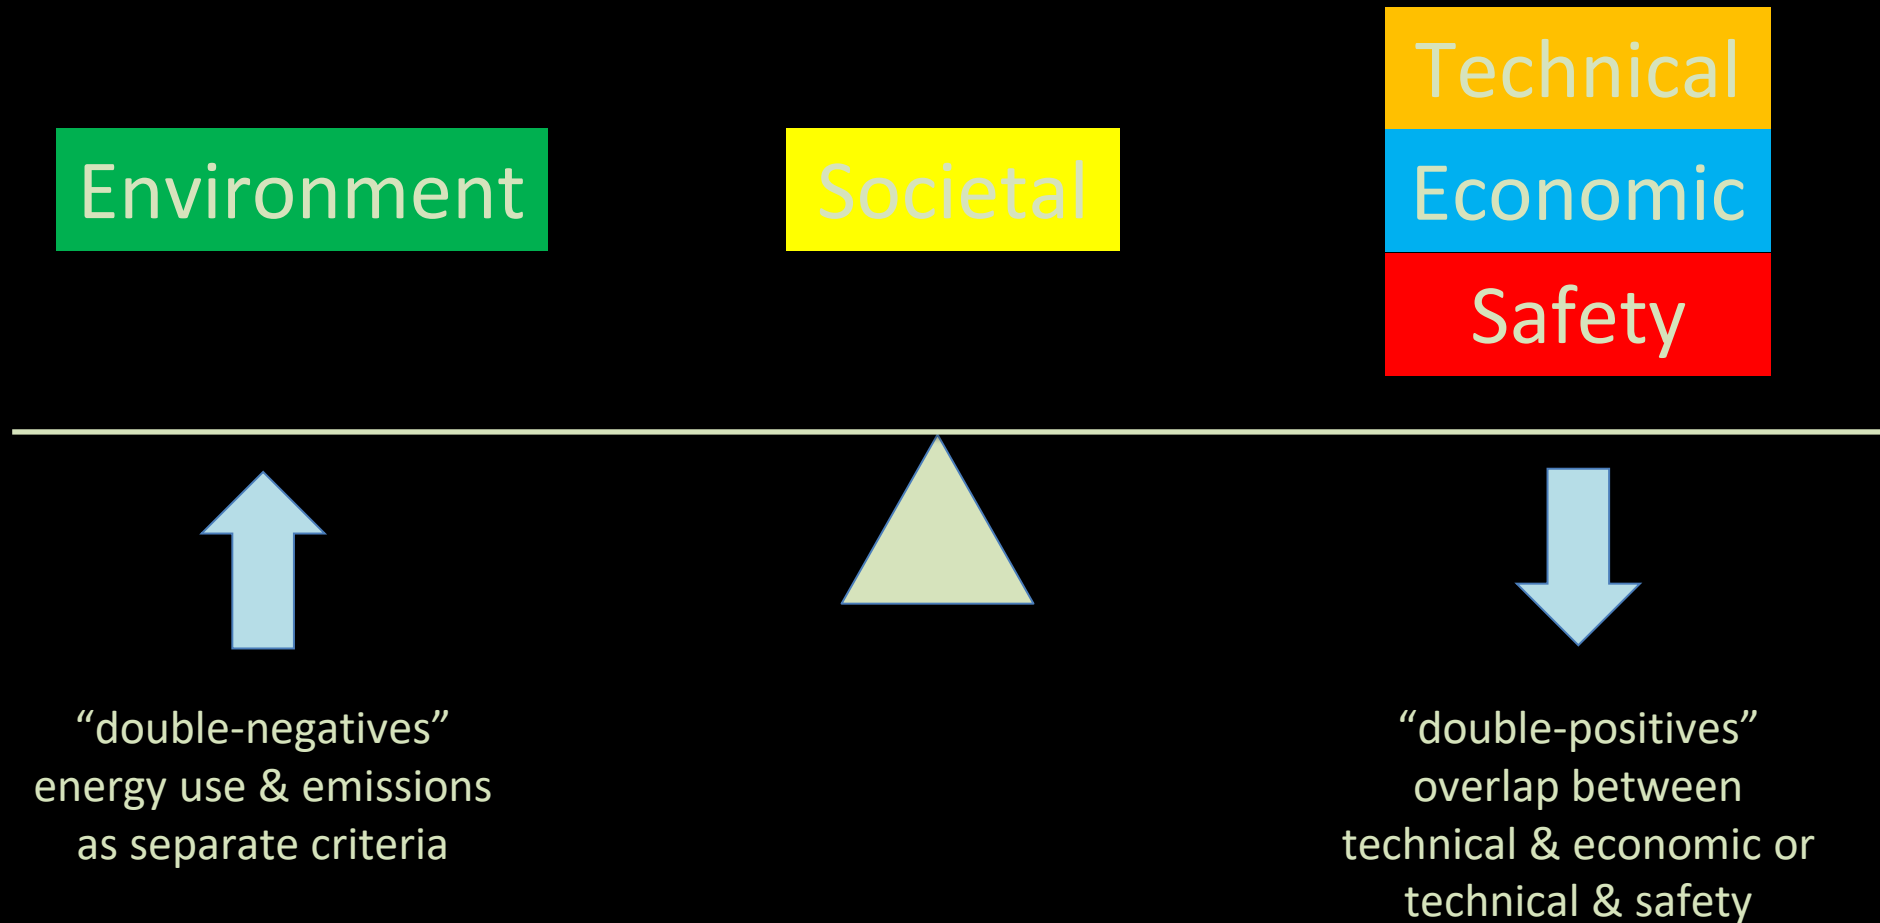 Technical
Environment
Societal
Economic
Safety
“double-negatives”
energy use & emissions
as separate criteria
“double-positives”
overlap between
technical & economic or
technical & safety